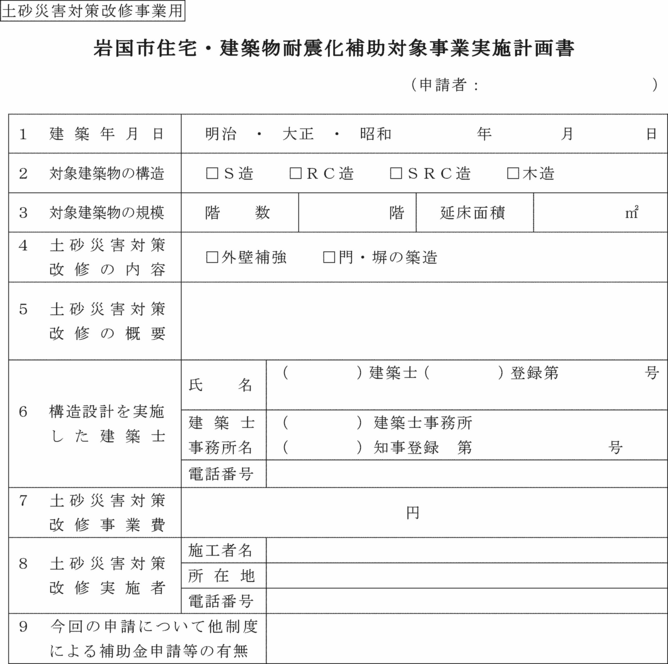 土砂災害対策改修事業用
岩国市住宅・建築物耐震化補助対象事業実施計画書
（申請者：　　　　　　　　　　　）
1　建築年月日　明治　・　大正　・　昭和　　　　年　　　　月　　　　日
2　対象建築物の構造　□Ｓ造　□ＲＣ造　□ＳＲＣ造　□木造
3　対象建築物の規模　階　数　　　　階　延床面積　　　　㎡
4　土砂災害対策
改修の内容
□外壁補強　□門・塀の築造
5　土砂災害対策
改修の概要
6　構造設計を実施
した建築士
氏　名　（　　　　）建築士（　　　　）登録第　　　　　号
建築士
事務所名
（　　　　）建築士事務所
（　　　　）知事登録　第　　　　　　　　号
電話番号
7　土砂災害対策
改修事業費
円
8　土砂災害対策
改修実施者
施工者名
所在地
電話番号
9　今回の申請について他制度
による補助金申請等の有無